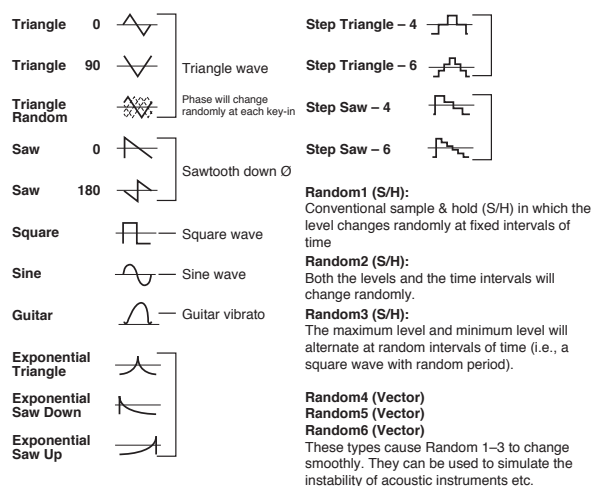 Triangle 0
Triangle 90
Triangle wave
Triangle
Random
Phase will change
randomly at each key-in
Saw 0
Saw 180
Sawtooth down Ø
Square
Square wave
Sine
Sine wave
Guitar
Guitar vibrato
Exponential
Triangle
Exponential
Saw Down
Exponential
Saw Up
Step Triangle – 4
Step Triangle – 6
Step Saw – 4
Step Saw – 6
Random1 (S/H):
Conventional sample & hold (S/H) in which the
level changes randomly at fixed intervals of
time
Random2 (S/H):
Both the levels and the time intervals will
change randomly.
Random3 (S/H):
The maximum level and minimum level will
alternate at random intervals of time (i.e., a
square wave with random period).
Random4 (Vector)
Random5 (Vector)
Random6 (Vector)
These types cause Random 1–3 to change
smoothly. They can be used to simulate the
instability of acoustic instruments etc.